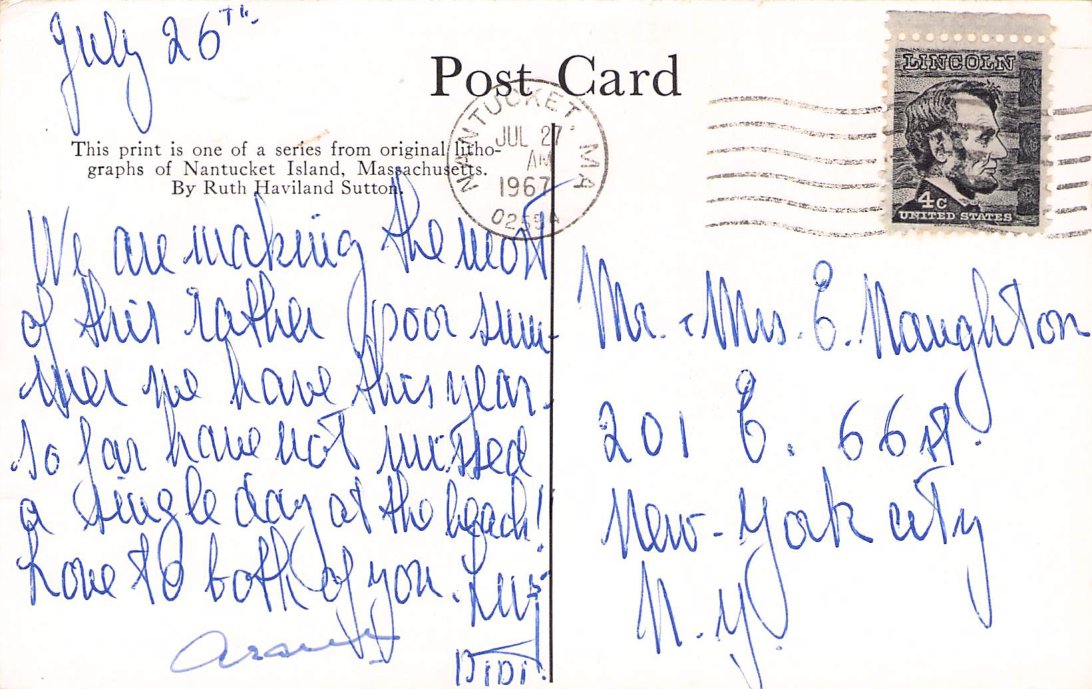 July 26TH.
Post Card
This print is one of a series from original litho-
graphs of Nantucket Island, Massachusetts.
By Ruth Haviland Sutton.
NANTUCKET, MA
JUL 27
AM
1967
0259A
LINCOLN
4c
UNITED STATES
We are making the most
of this rather poor sum-
mer we have this year.
so far have not missed
a single day at the beach!
Love to both of you.
DIDI
Mr. & Mrs. E. Naughton
201 E. 66 st.
New-York city
N.Y.